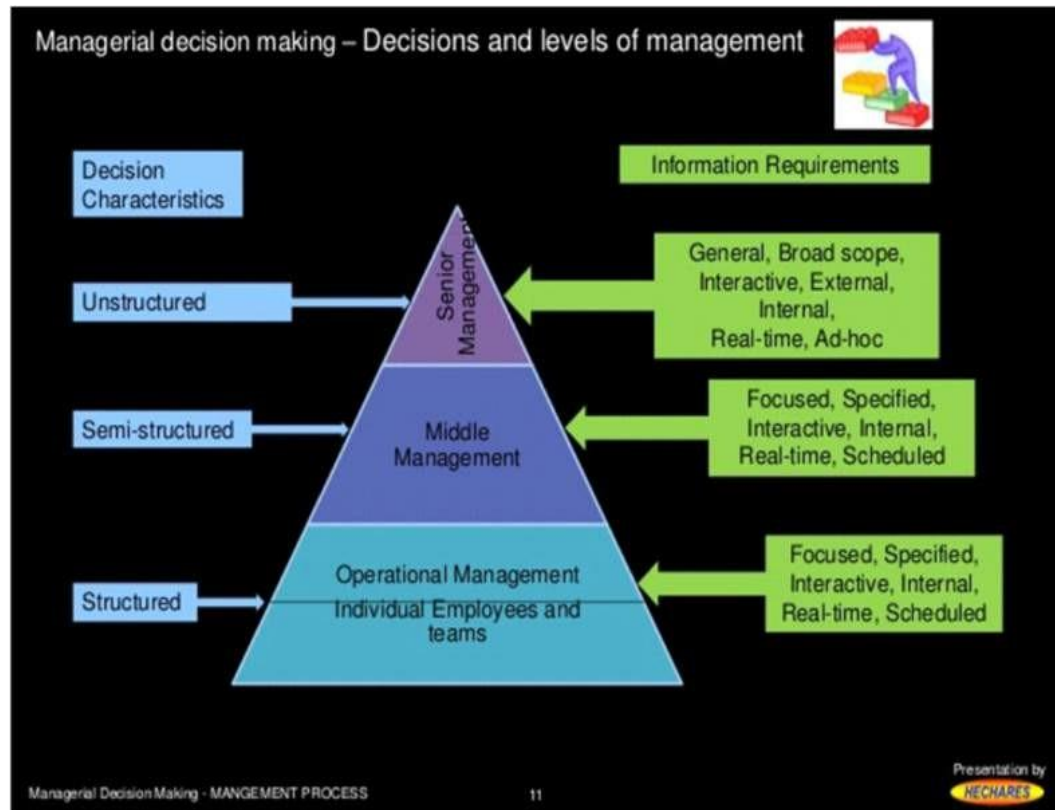 Managerial decision making – Decisions and levels of management
Decision
Characteristics
Information Requirements
Unstructured
Senior
Management
General, Broad scope,
Interactive, External,
Internal,
Real-time, Ad-hoc
Semi-structured
Middle
Management
Focused, Specified,
Interactive, Internal,
Real-time, Scheduled
Structured
Operational Management
Individual Employees and
teams
Focused, Specified,
Interactive, Internal,
Real-time, Scheduled
Managerial Decision Making - MANGEMENT PROCESS
11
Presentation by
HECHARES